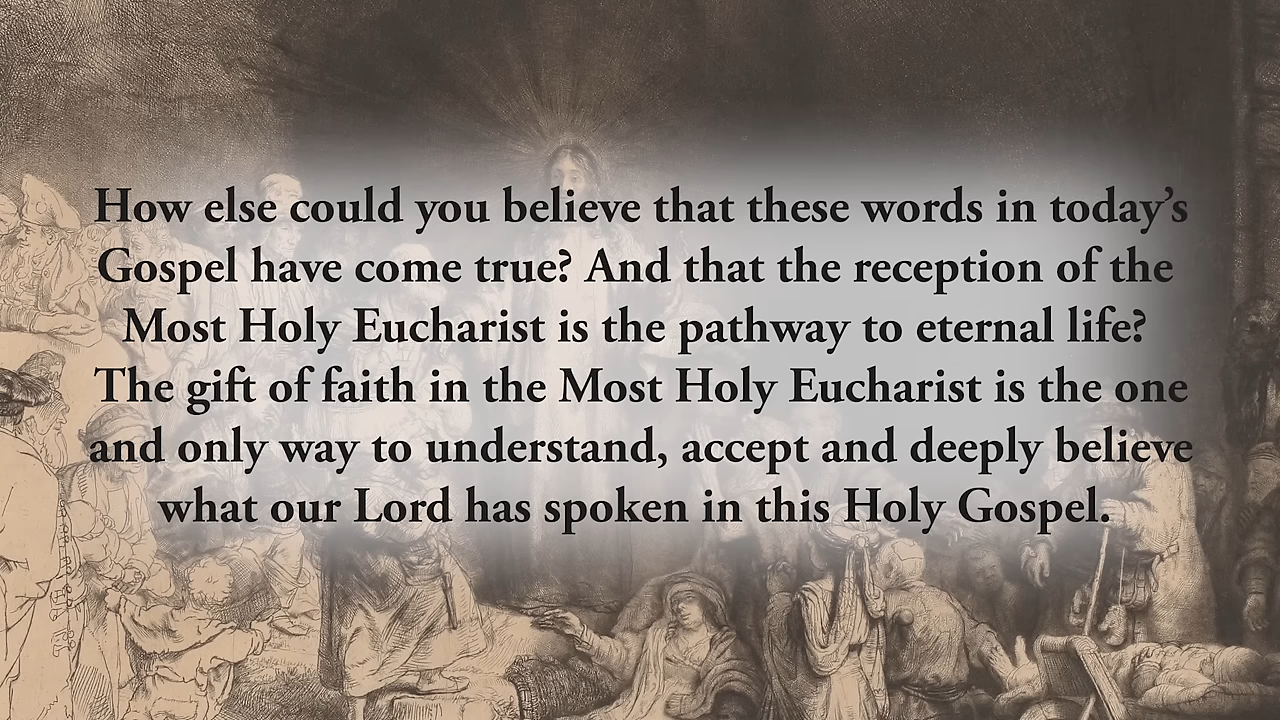 How else could you believe that these words in today’s
Gospel have come true? And that the reception of the
Most Holy Eucharist is the pathway to eternal life?
The gift of faith in the Most Holy Eucharist is the one
and only way to understand, accept and deeply believe
what our Lord has spoken in this Holy Gospel.